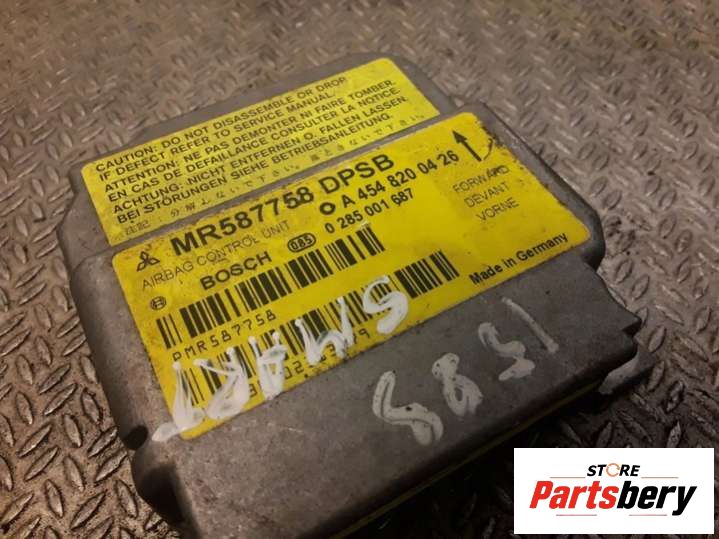 CAUTION: DO NOT DISASSEMBLE OR DROP.
IF DEFECT REFER TO SERVICE MANUAL.
ATTENTION: NE PAS DEMONTER NI FAIRE TOMBER.
EN CAS DE DEFAILLANCE CONSULTER LA NOTICE.
ACHTUNG: NICHT ENTFERNEN O. FALLEN LASSEN.
BEI STÖRUNGEN SIEHE BETRIEBSANLEITUNG.
MR587758 DPSB
AIRBAG CONTROL UNIT
A 454 820 04 26
BOSCH
085
0 285 001 687
FORWARD
DEVANT
VORNE
Made in Germany
PMR587758
SMART
1588
STORE
Partsbery